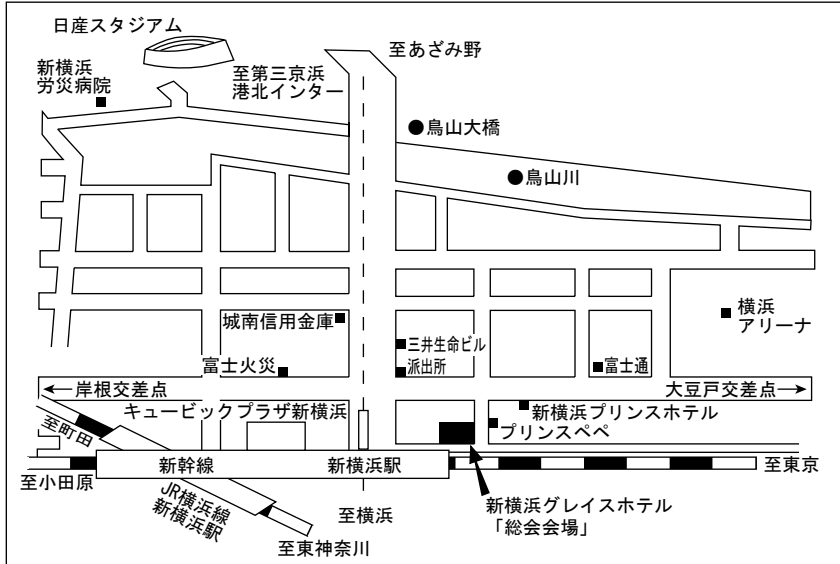 日産スタジアム
至あざみ野
新横浜
労災病院
至第三京浜
港北インター
●鳥山大橋
●鳥山川
城南信用金庫
三井生命ビル
派出所
横浜
アリーナ
富士火災
富士通
←岸根交差点
大豆戸交差点→
キュービックプラザ新横浜
新横浜プリンスホテル
プリンスペペ
至町田
新幹線
新横浜駅
至東京
至小田原
JR横浜線
新横浜駅
至横浜
新横浜グレイスホテル
「総会会場」
至東神奈川